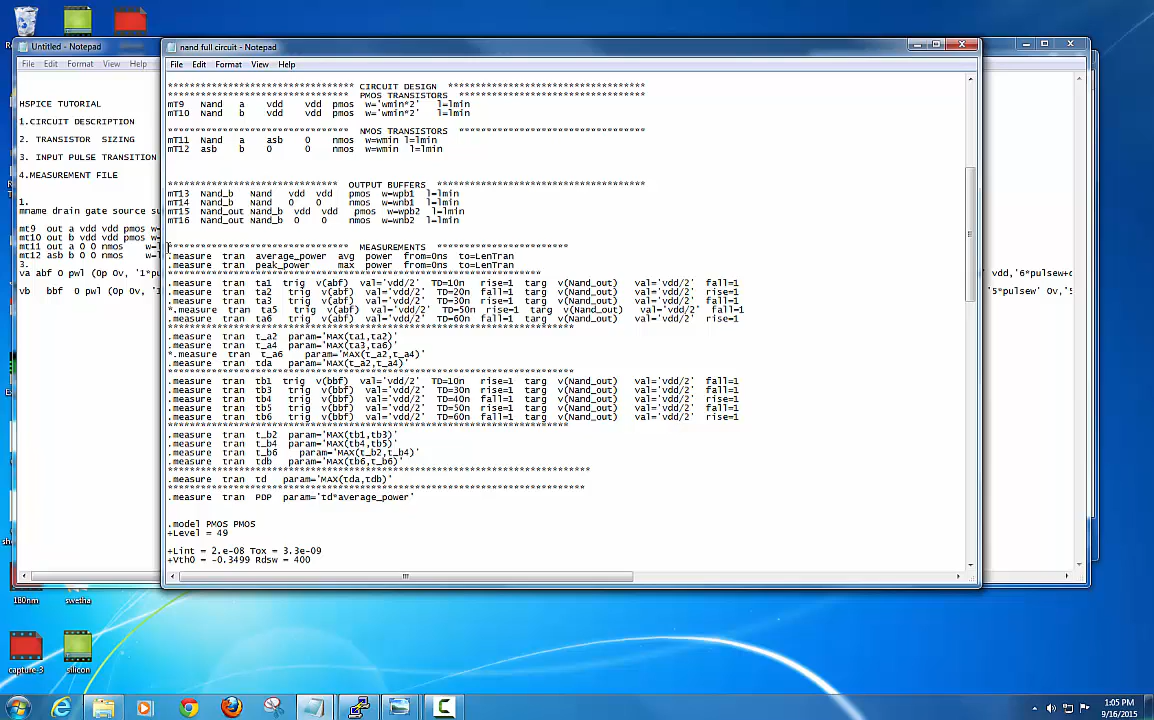 Untitled - Notepad
File Edit Format View Help
HSPICE TUTORIAL
1.CIRCUIT DESCRIPTION
2. TRANSISTOR SIZING
3. INPUT PULSE TRANSITION
4.MEASUREMENT FILE
1.
mname drain gate source su
mt9 out a vdd vdd pmos w=
mt10 out b vdd vdd pmos w=
mt11 out a 0 0 nmos w=
mt12 asb b 0 0 nmos w=
3.
va abf 0 pwl (0p 0v, '1*pu
vdd,'6*pulsew+d
vb bbf 0 pwl (0p 0v,
'5*pulsew' 0v,'5
nand full circuit - Notepad
File Edit Format View Help
********************************** CIRCUIT DESIGN **************************************
********************************** PMOS TRANSISTORS **********************************
mT9 Nand a vdd vdd pmos w='wmin*2' l=lmin
mT10 Nand b vdd vdd pmos w='wmin*2' l=lmin
********************************* NMOS TRANSISTORS **********************************
mT11 Nand a asb 0 nmos w=wmin l=lmin
mT12 asb b 0 0 nmos w=wmin l=lmin
******************************* OUTPUT BUFFERS **************************************
mT13 Nand_b Nand vdd vdd pmos w=wpb1 l=lmin
mT14 Nand_b Nand 0 0 nmos w=wnb1 l=lmin
mT15 Nand_out Nand_b vdd vdd pmos w=wpb2 l=lmin
mT16 Nand_out Nand_b 0 0 nmos w=wnb2 l=lmin
********************************* MEASUREMENTS ***********************
.measure tran average_power avg power from=0ns to=LenTran
.measure tran peak_power max power from=0ns to=LenTran
********************************************************************
.measure tran ta1 trig v(abf) val='vdd/2' TD=10n rise=1 targ v(Nand_out) val='vdd/2' fall=1
.measure tran ta2 trig v(abf) val='vdd/2' TD=20n fall=1 targ v(Nand_out) val='vdd/2' rise=1
.measure tran ta3 trig v(abf) val='vdd/2' TD=30n rise=1 targ v(Nand_out) val='vdd/2' fall=1
*.measure tran ta5 trig v(abf) val='vdd/2' TD=50n rise=1 targ v(Nand_out) val='vdd/2' fall=1
.measure tran ta6 trig v(abf) val='vdd/2' TD=60n fall=1 targ v(Nand_out) val='vdd/2' rise=1
**************************************************************************
.measure tran t_a2 param='MAX(ta1,ta2)'
.measure tran t_a4 param='MAX(ta3,ta6)'
*.measure tran t_a6 param='MAX(t_a2,t_a4)'
.measure tran tda param='MAX(t_a2,t_a4)'
**************************************************************************
.measure tran tb1 trig v(bbf) val='vdd/2' TD=10n rise=1 targ v(Nand_out) val='vdd/2' fall=1
.measure tran tb3 trig v(bbf) val='vdd/2' TD=30n rise=1 targ v(Nand_out) val='vdd/2' fall=1
.measure tran tb4 trig v(bbf) val='vdd/2' TD=40n fall=1 targ v(Nand_out) val='vdd/2' rise=1
.measure tran tb5 trig v(bbf) val='vdd/2' TD=60n fall=1 targ v(Nand_out) val='vdd/2' rise=1
.measure tran tb6 trig v(bbf) val='vdd/2' TD=60n fall=1 targ v(Nand_out) val='vdd/2' rise=1
*************************************************************************
.measure tran t_b2 param='MAX(tb1,tb3)'
.measure tran t_b4 param='MAX(tb4,tb5)'
.measure tran t_b6 param='MAX(t_b2,t_b4)'
.measure tran tdb param='MAX(tb6,t_b6)'
*****************************************************************************
.measure tran td param='MAX(tda,tdb)'
****************************************************************************
.measure tran PDP param='td*average_power'
.model PMOS PMOS
+Level = 49
+Lint = 2.e-08 Tox = 3.3e-09
+Vth0 = -0.3499 Rdsw = 400
180nm
swetha
capture-3
silicon
1:05 PM
9/16/2015